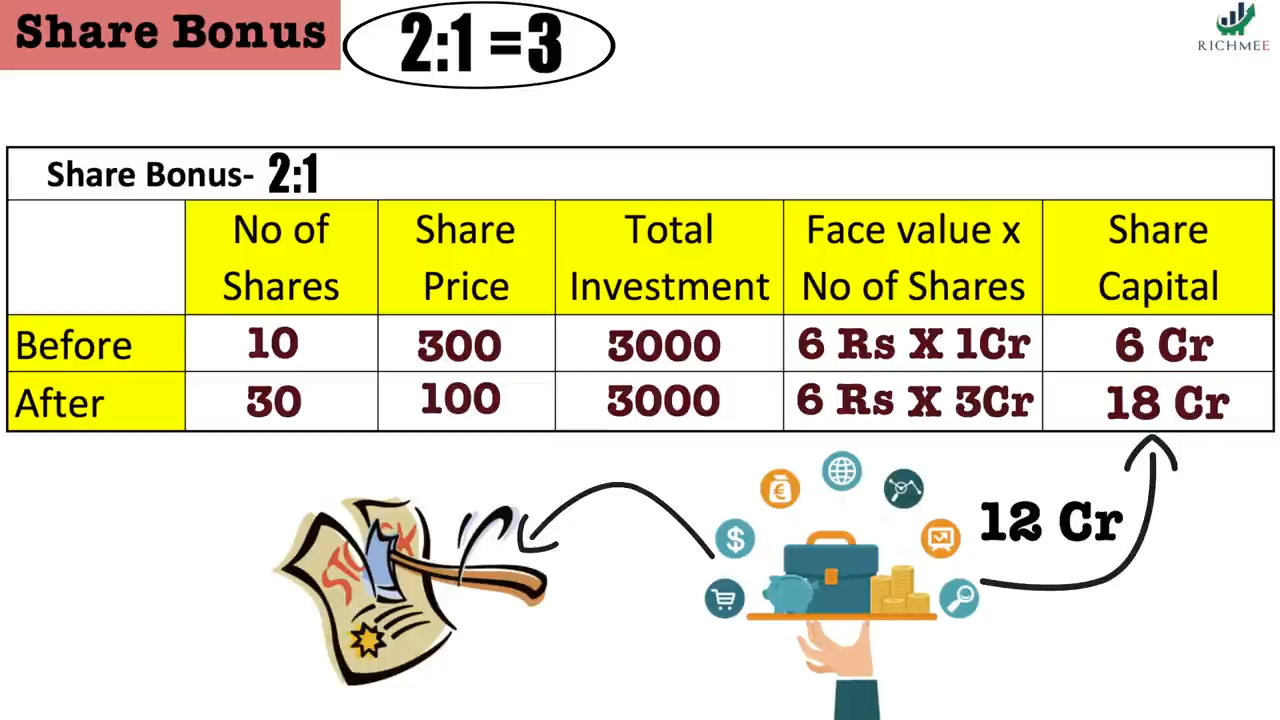 Share Bonus
2:1 = 3
RICHMEE
Share Bonus- 2:1
No of Shares
Share Price
Total Investment
Face value x No of Shares
Share Capital
Before 10 300 3000 6 Rs X 1Cr 6 Cr
After 30 100 3000 6 Rs X 3Cr 18 Cr
12 Cr
STOCK
$
€